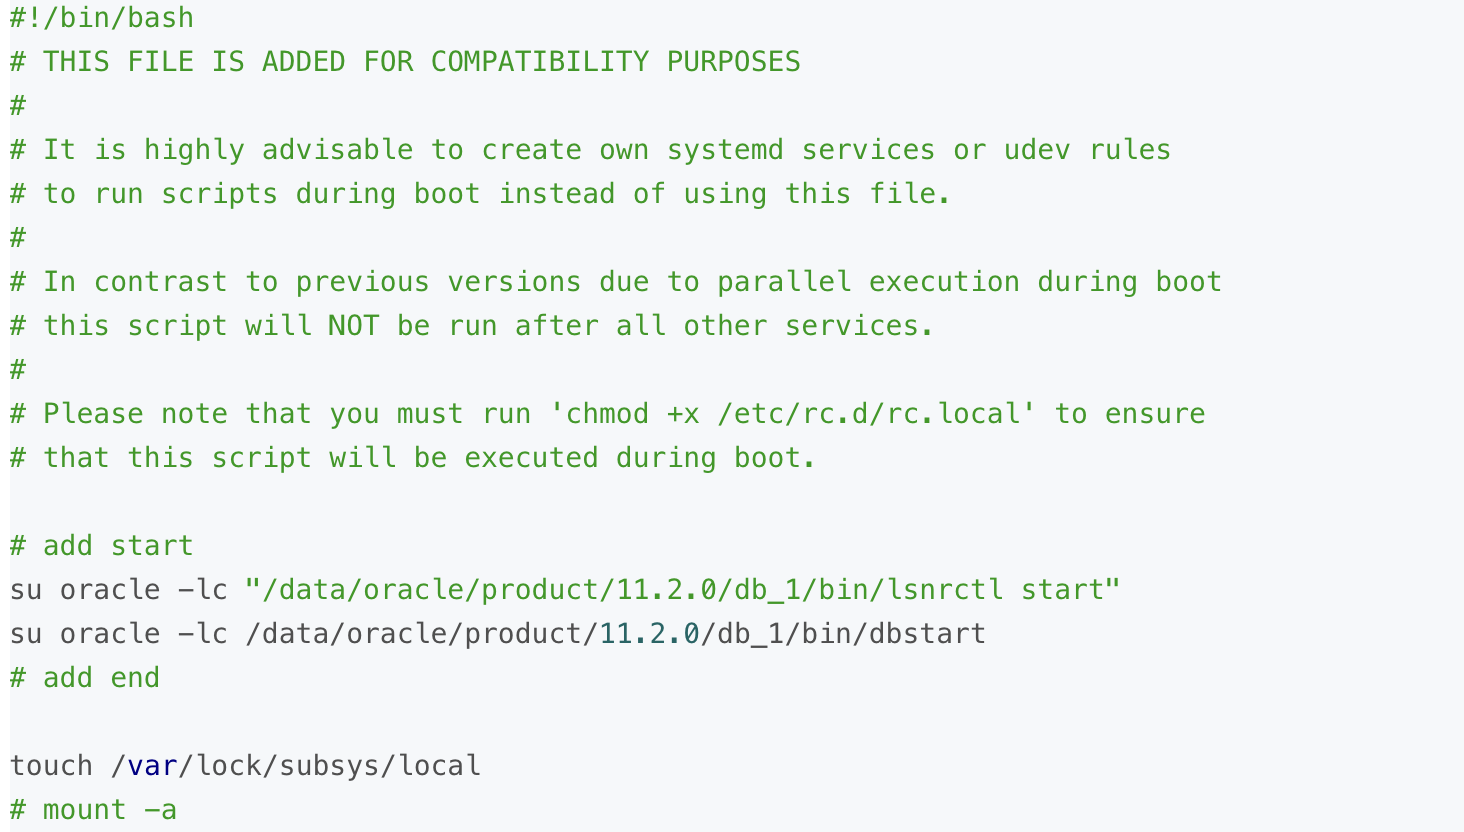 #!/bin/bash
# THIS FILE IS ADDED FOR COMPATIBILITY PURPOSES
#
# It is highly advisable to create own systemd services or udev rules
# to run scripts during boot instead of using this file.
#
# In contrast to previous versions due to parallel execution during boot
# this script will NOT be run after all other services.
#
# Please note that you must run 'chmod +x /etc/rc.d/rc.local' to ensure
# that this script will be executed during boot.

# add start
su oracle -lc "/data/oracle/product/11.2.0/db_1/bin/lsnrctl start"
su oracle -lc /data/oracle/product/11.2.0/db_1/bin/dbstart
# add end

touch /var/lock/subsys/local
# mount -a